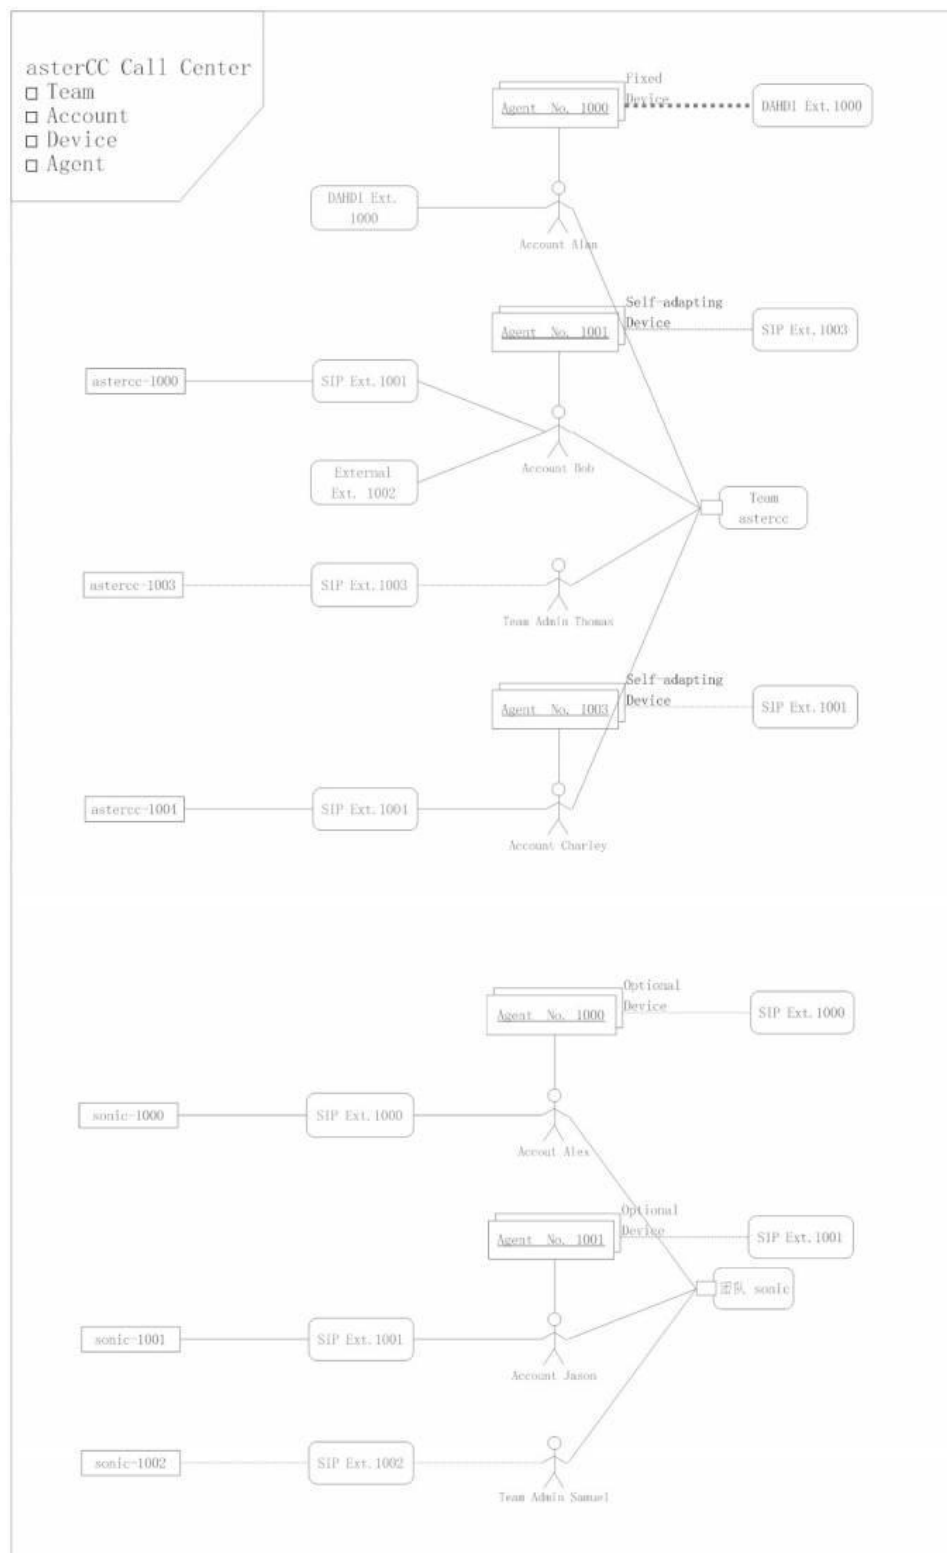 asterCC Call Center
Team
Account
Device
Agent
Fixed
Device
Agent No. 1000
DAHDI Ext.1000
DAHDI Ext.
1000
Account Alan
Self-adapting
Device
Agent No. 1001
SIP Ext.1003
astercc-1000
SIP Ext.1001
External
Ext. 1002
Account Bob
Team
astercc
astercc-1003
SIP Ext.1003
Team Admin Thomas
Self-adapting
Device
Agent No. 1003
SIP Ext.1001
astercc-1004
SIP Ext.1004
Account Charley
Optional
Device
Agent No. 1000
SIP Ext.1000
sonic-1000
SIP Ext.1000
Accout Alex
Optional
Device
Agent No. 1001
SIP Ext.1001
团队 sonic
sonic-1001
SIP Ext.1001
Account Jason
sonic-1002
SIP Ext.1002
Team Admin Samuel